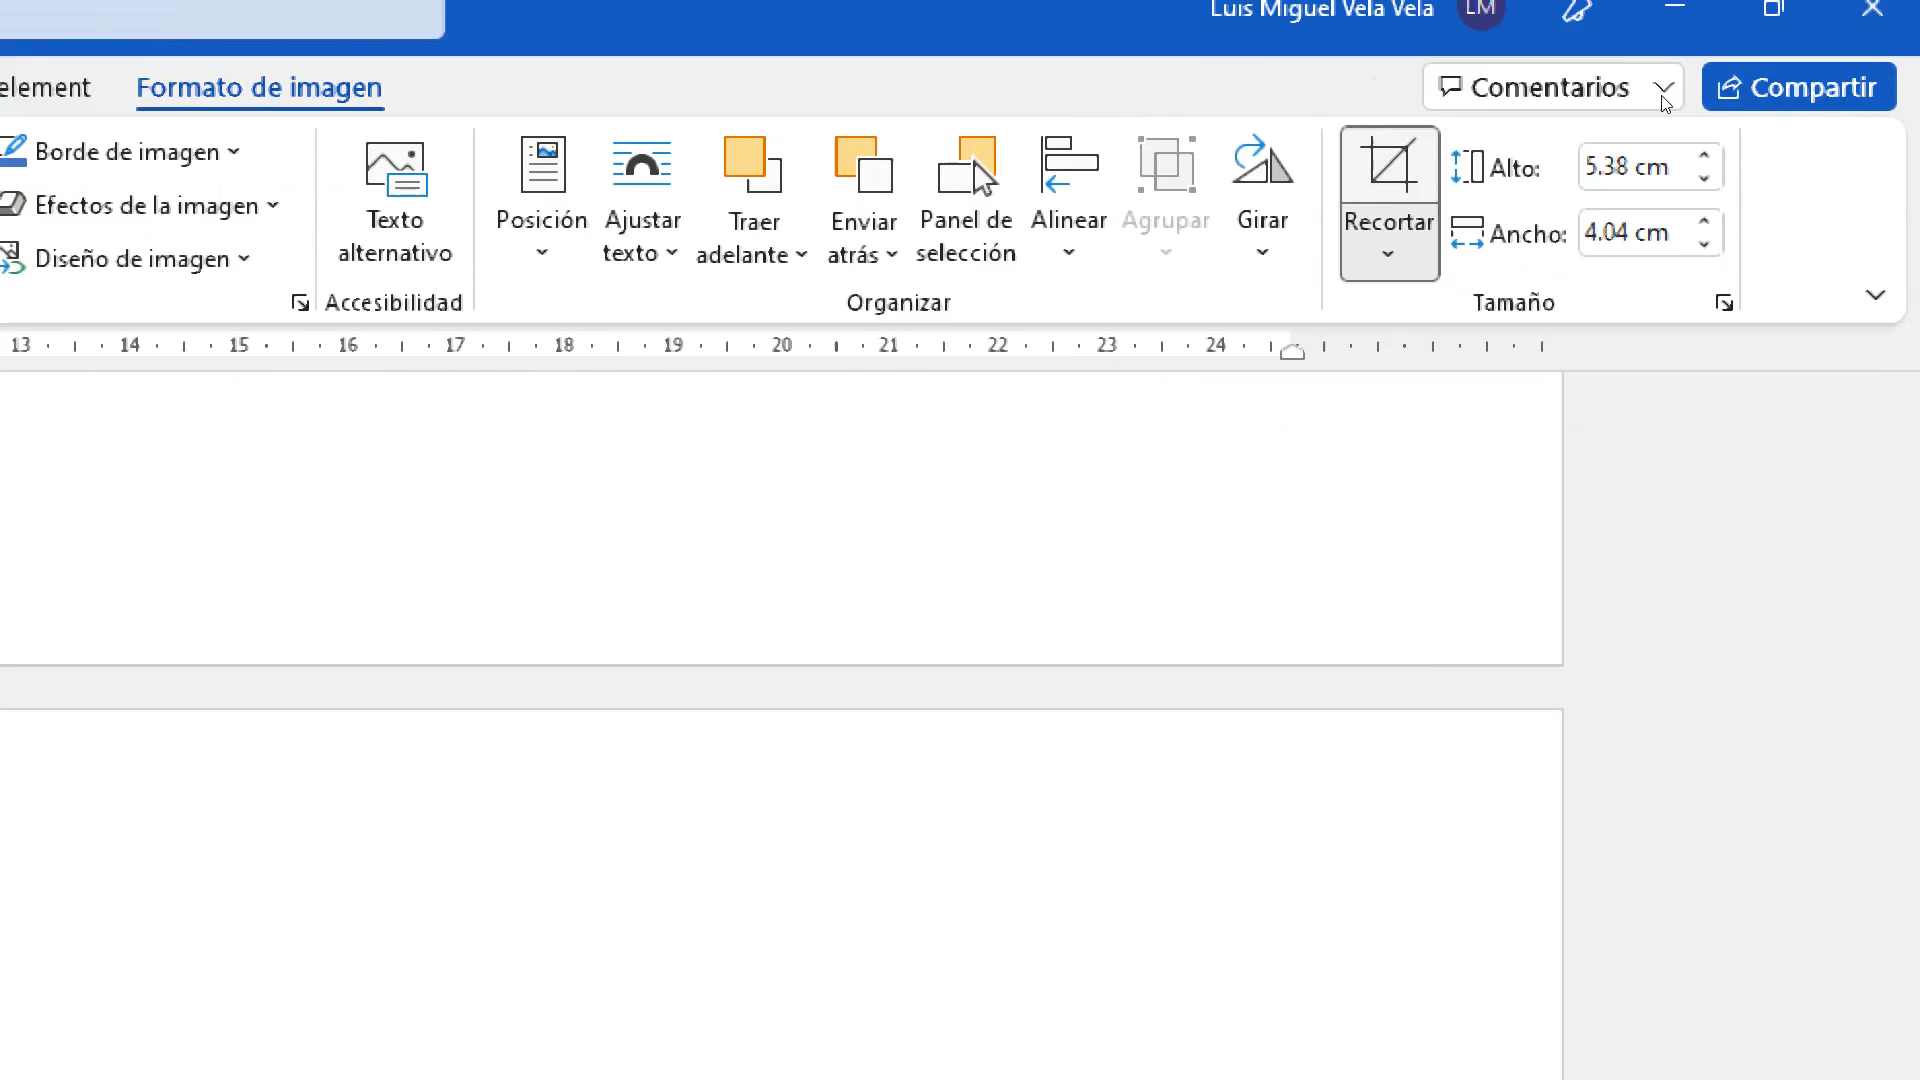 Luis Miguel Vela Vela LM
element Formato de imagen Comentarios Compartir
Borde de imagen
Efectos de la imagen
Diseño de imagen
Texto alternativo
Accesibilidad
Posición
Ajustar texto
Traer adelante
Enviar atrás
Panel de selección
Alinear
Agrupar
Girar
Organizar
Recortar
Alto: 5.38 cm
Ancho: 4.04 cm
Tamaño
13 14 15 16 17 18 19 20 21 22 23 24